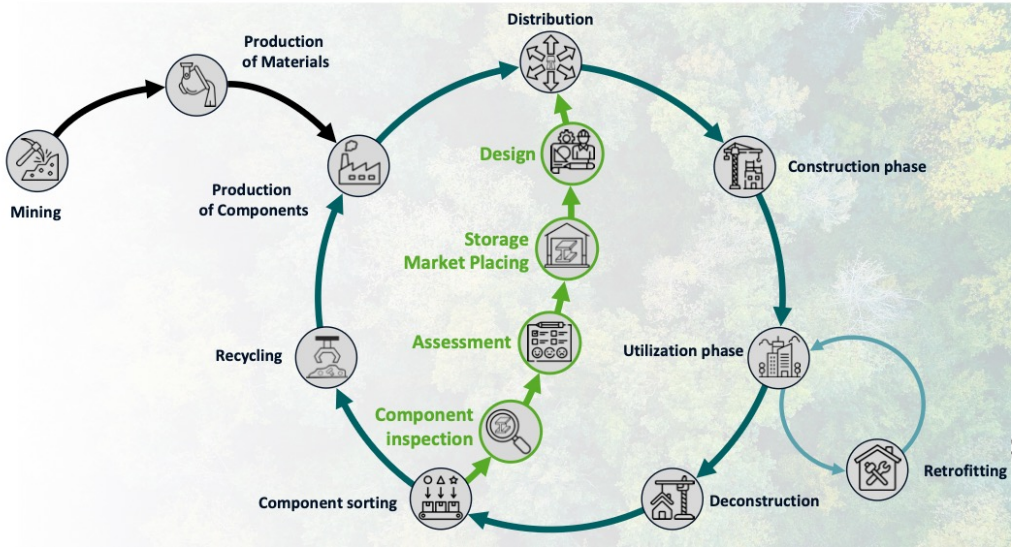 Distribution
Production
of Materials
Mining
Production
of Components
Design
Construction phase
Storage
Market Placing
Assessment
Recycling
Utilization phase
Component
inspection
Component sorting
Deconstruction
Retrofitting